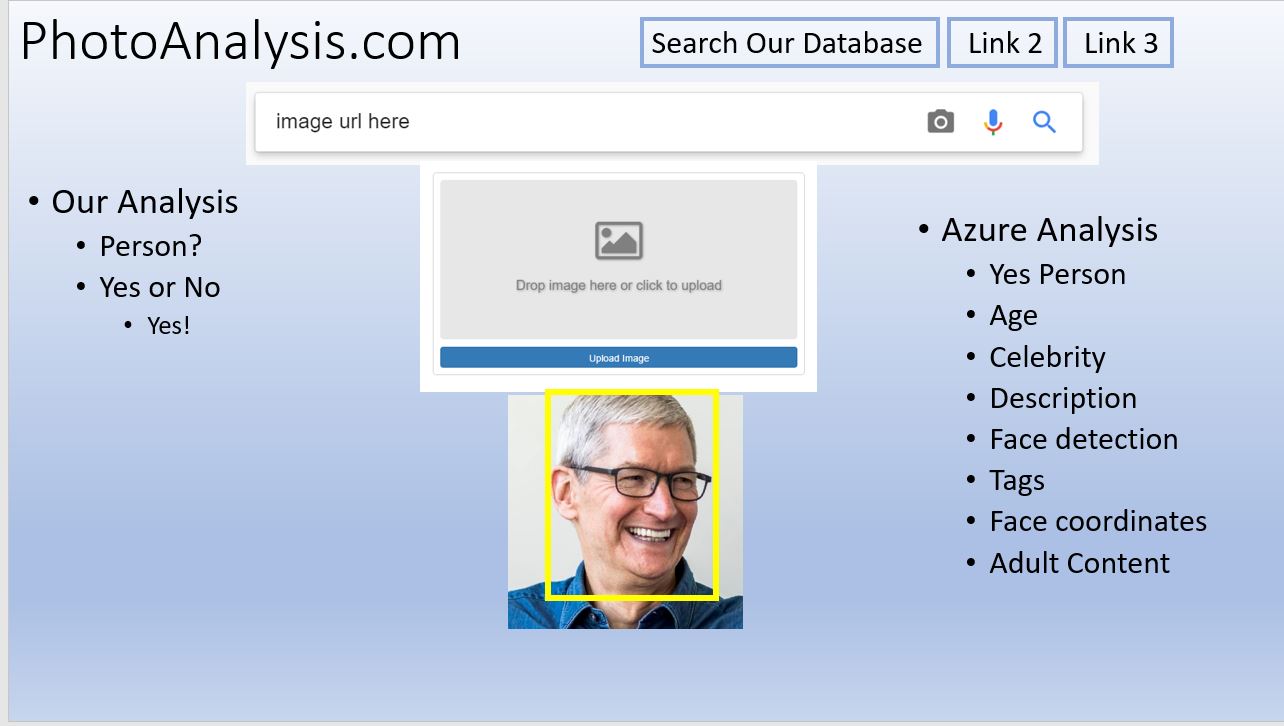 PhotoAnalysis.com
Search Our Database
Link 2
Link 3
image url here
• Our Analysis
• Person?
• Yes or No
• Yes!
Drop image here or click to upload
Upload Image
• Azure Analysis
• Yes Person
• Age
• Celebrity
• Description
• Face detection
• Tags
• Face coordinates
• Adult Content